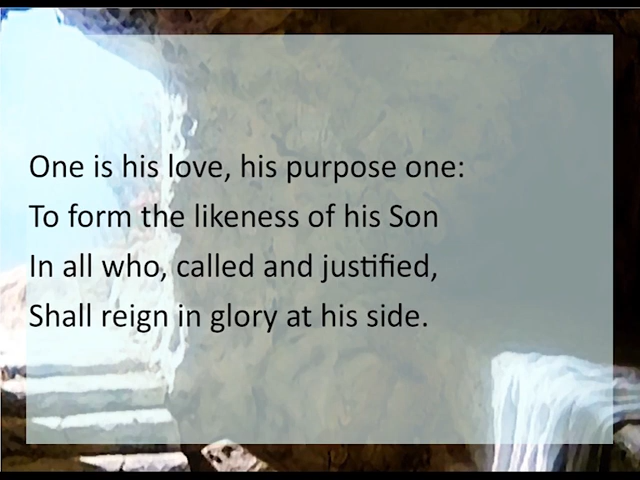 One is his love, his purpose one:
To form the likeness of his Son
In all who, called and justified,
Shall reign in glory at his side.